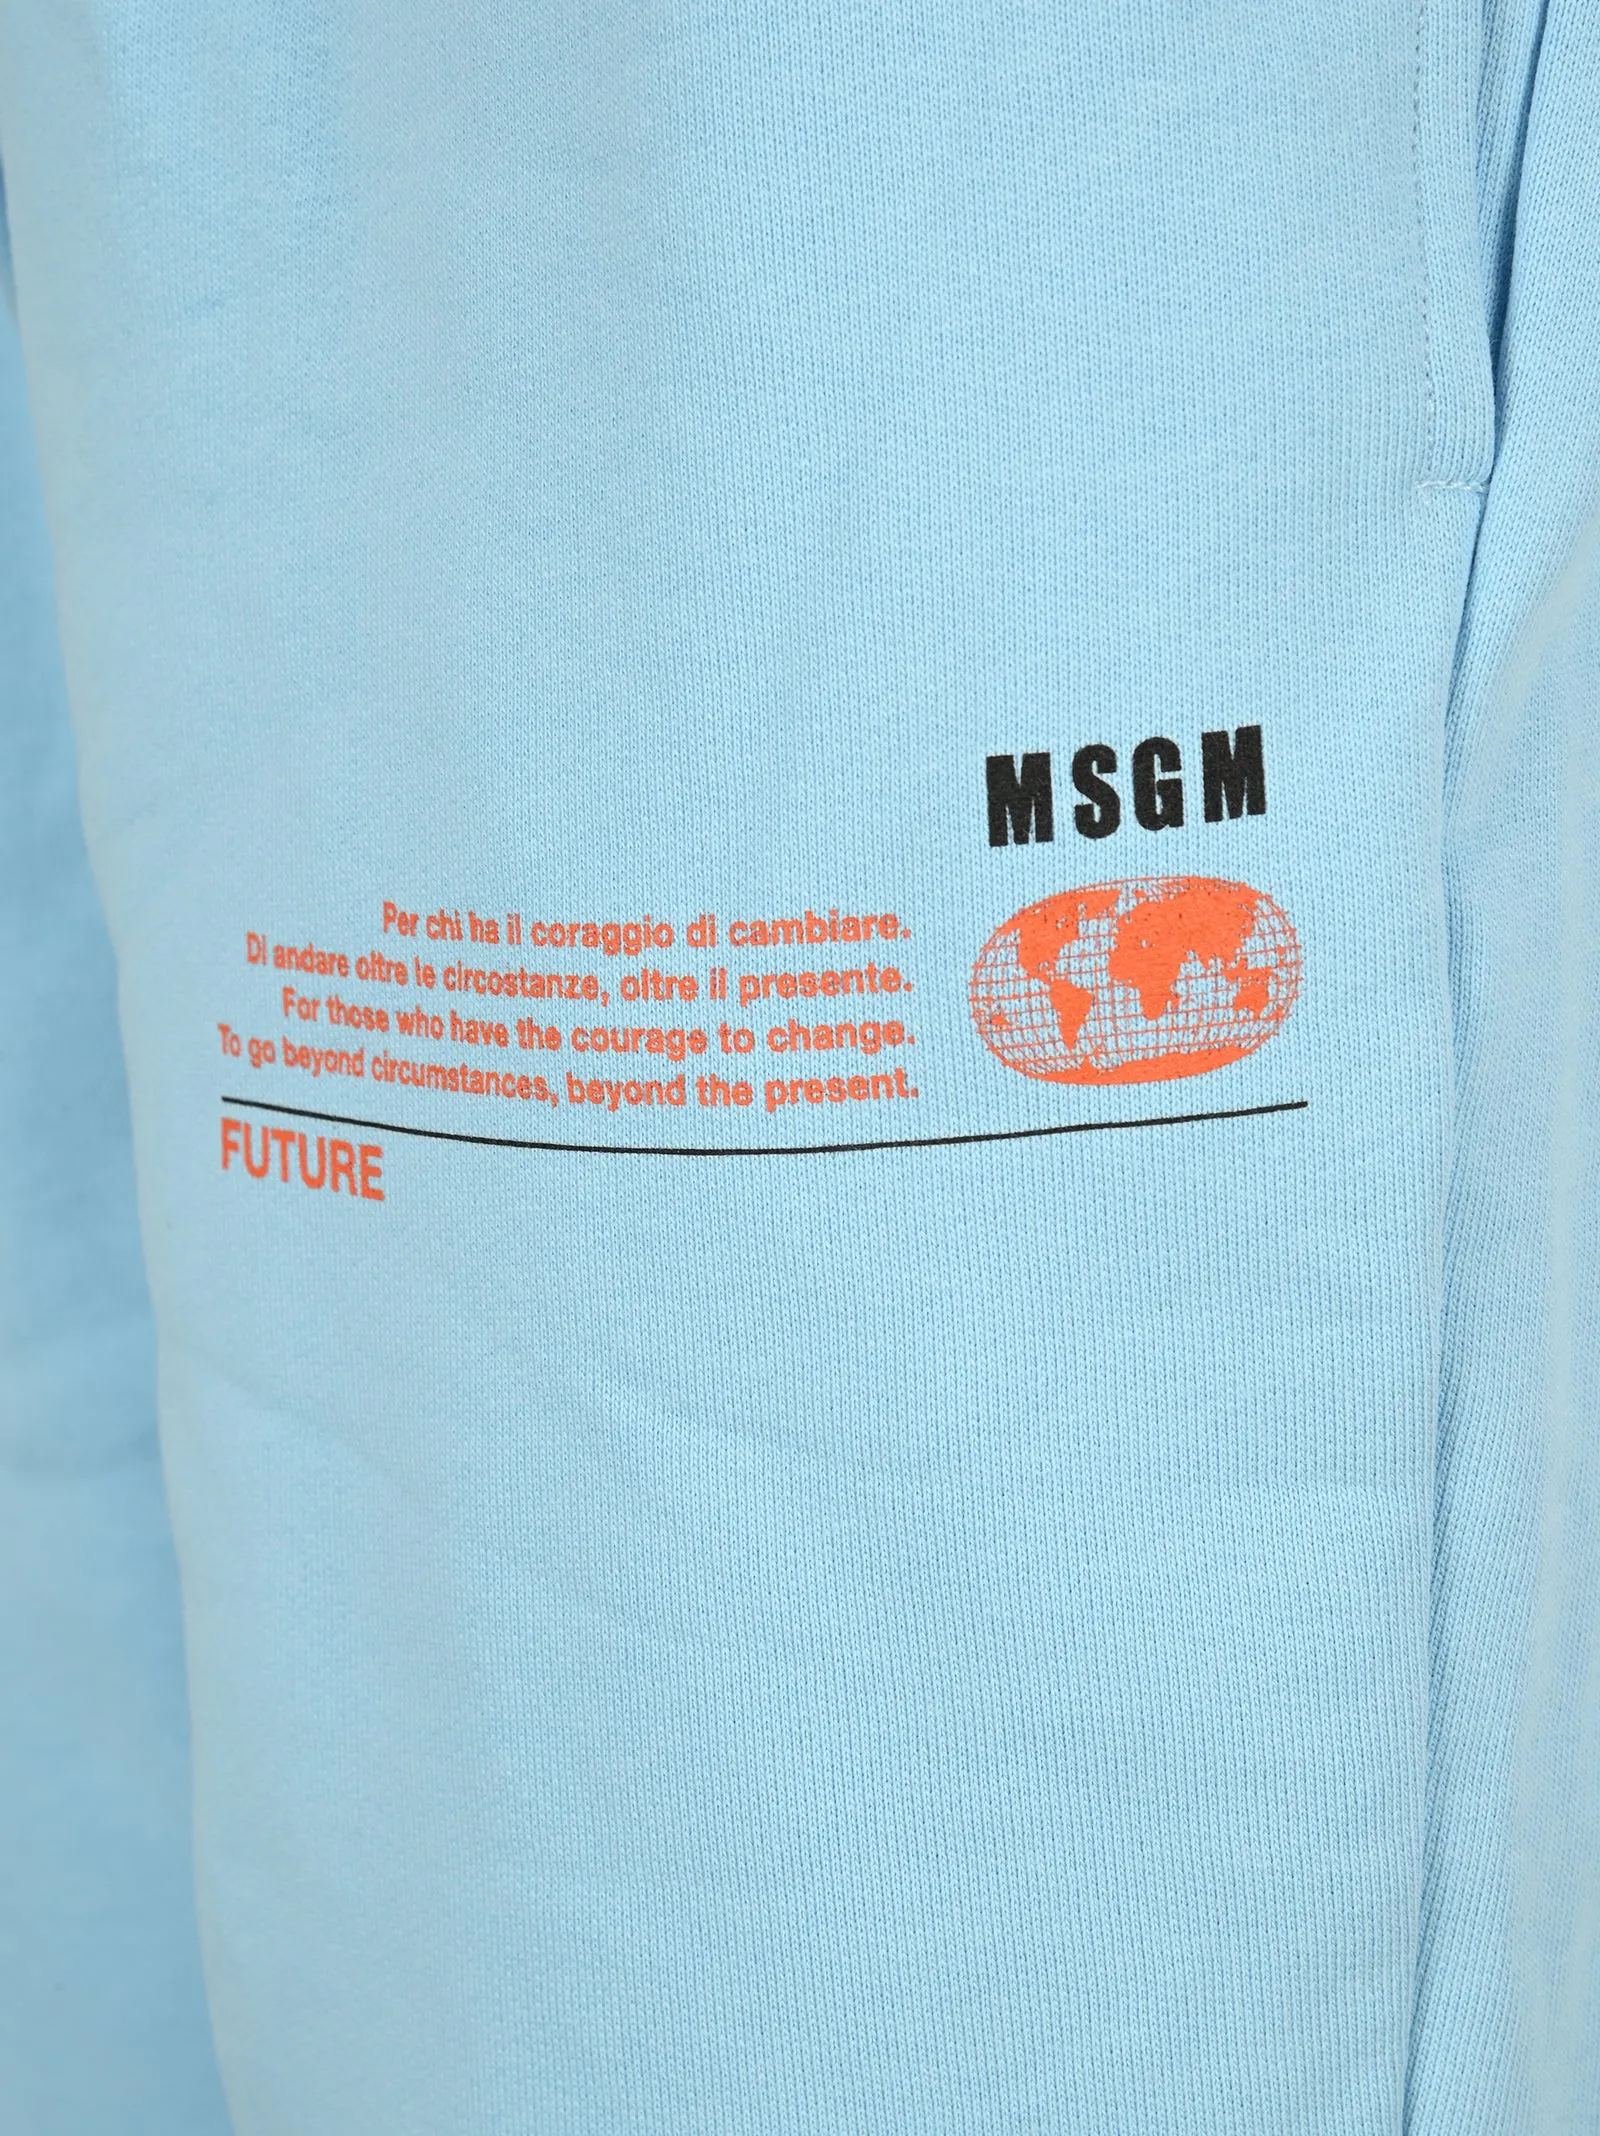 MSGM
Per chi ha il coraggio di cambiare.
Di andare oltre le circostanze, oltre il presente.
For those who have the courage to change.
To go beyond circumstances, beyond the present.
FUTURE